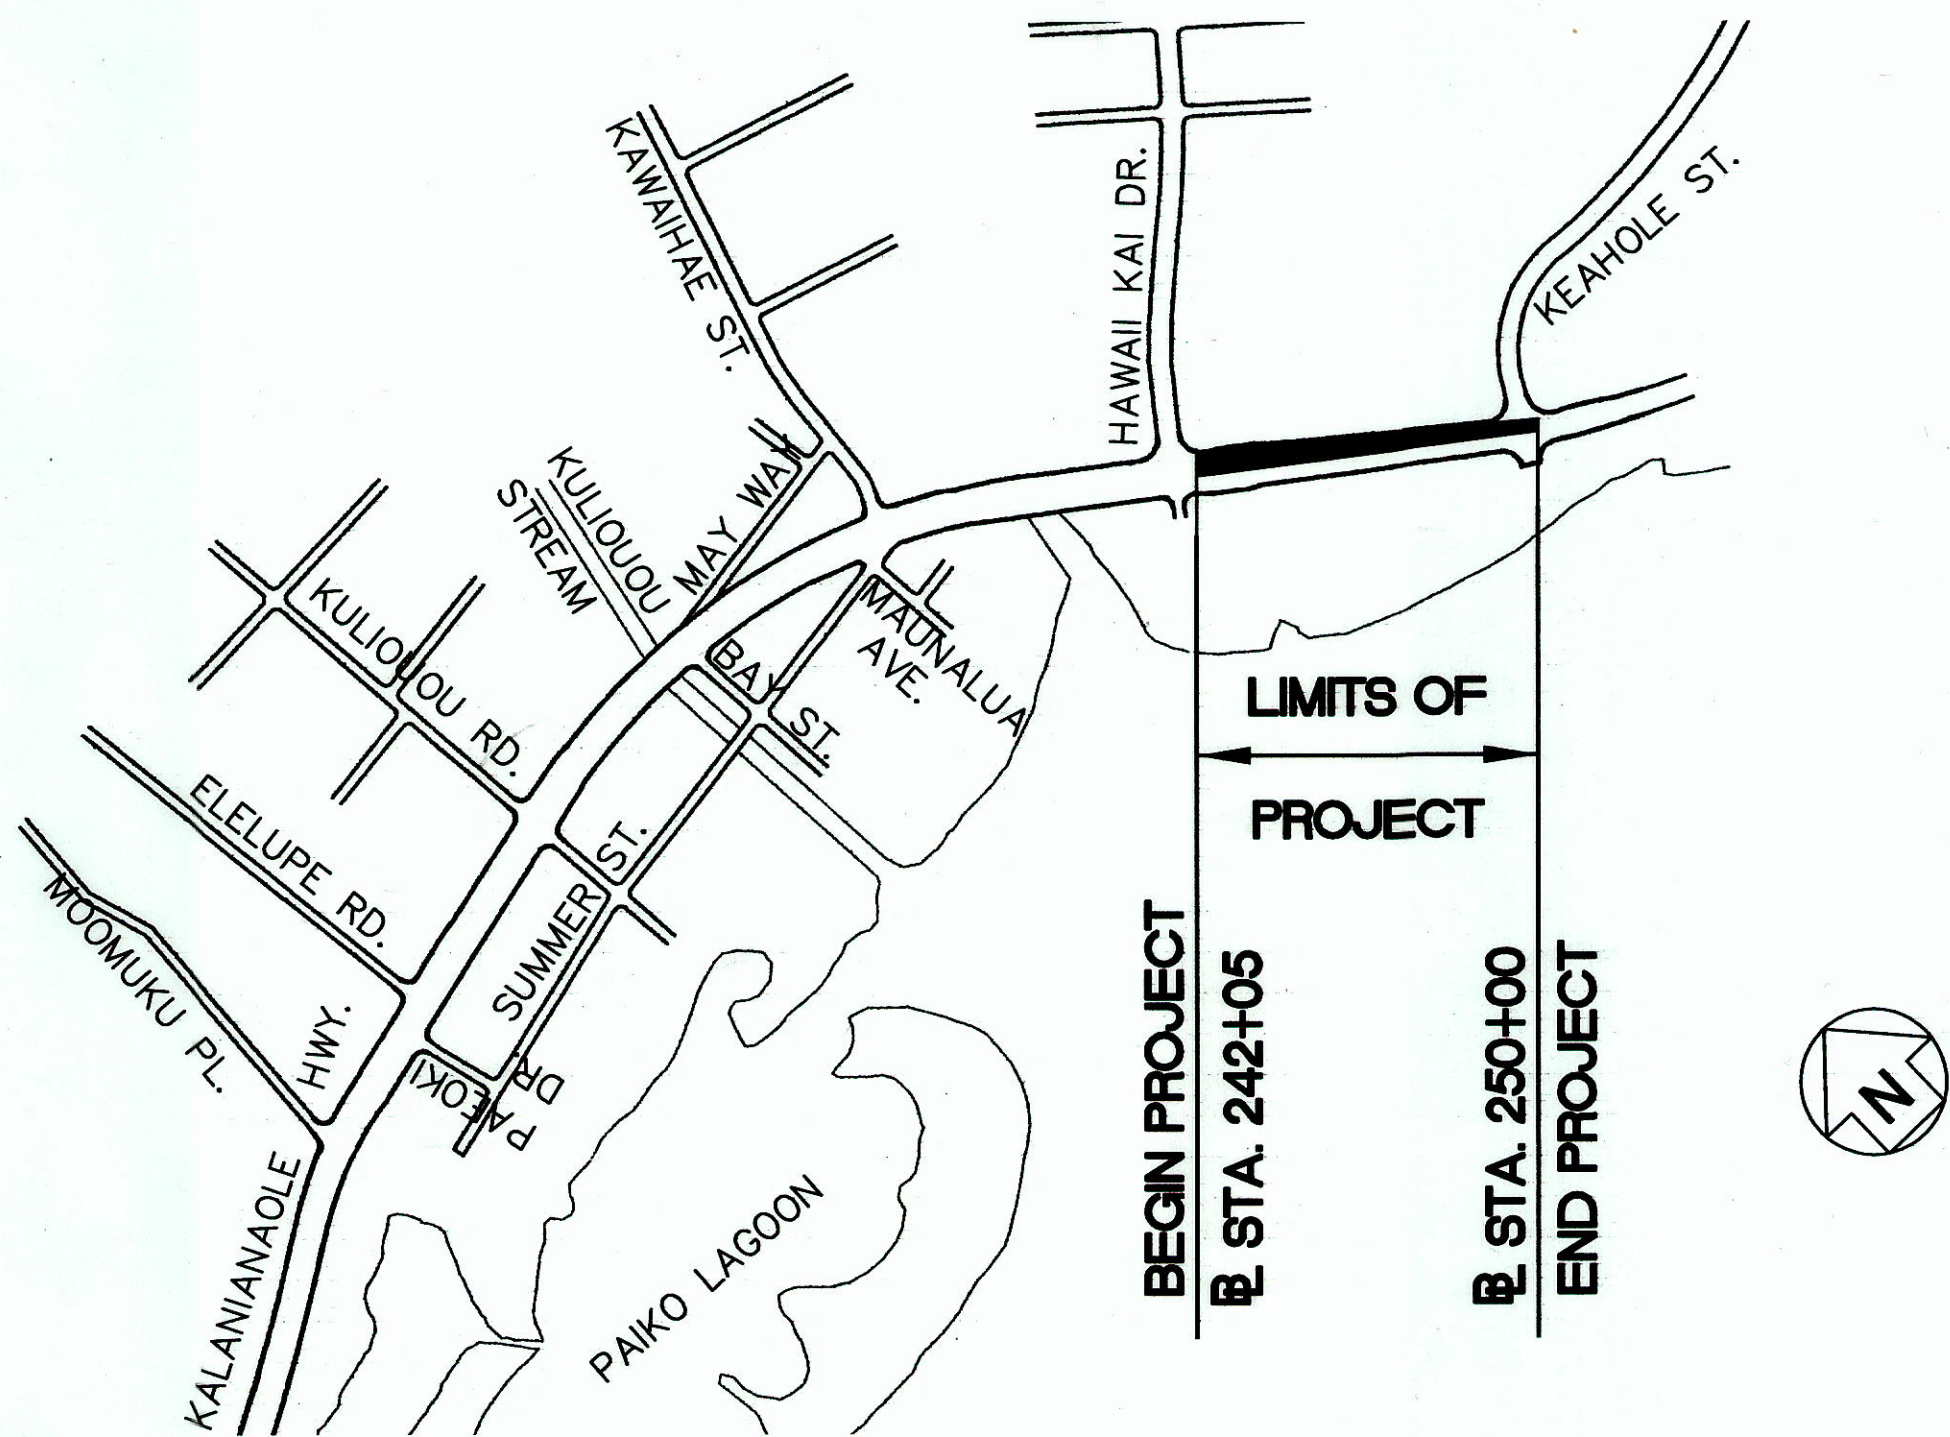 KAWAIHAE ST.
HAWAII KAI DR.
KEAHOLE ST.
KULIOUOU
STREAM
MAY WAY
KULIOUOU RD.
BAY ST.
MAUNALUA
AVE.
ELELUPE RD.
MOOMUKU PL.
SUMMER ST.
PAEOKI
DR.
KALANIANAOLE HWY.
PAIKO LAGOON
LIMITS OF
PROJECT
BEGIN PROJECT
BL STA. 242+05
BL STA. 250+00
END PROJECT
N